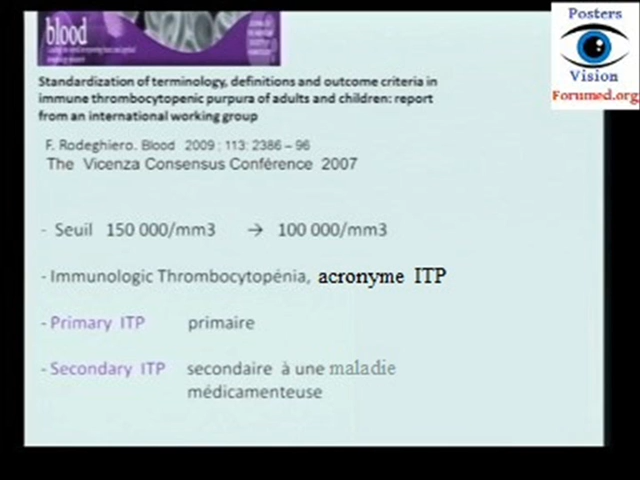 blood
Posters
Vision
Forumed.org
Standardization of terminology, definitions and outcome criteria in
immune thrombocytopenic purpura of adults and children: report
from an international working group
F. Rodeghiero. Blood 2009 ; 113: 2386 – 96
The Vicenza Consensus Conférence 2007
- Seuil 150 000/mm3 → 100 000/mm3
- Immunologic Thrombocytopénia, acronyme ITP
- Primary ITP primaire
- Secondary ITP secondaire à une maladie
médicamenteuse